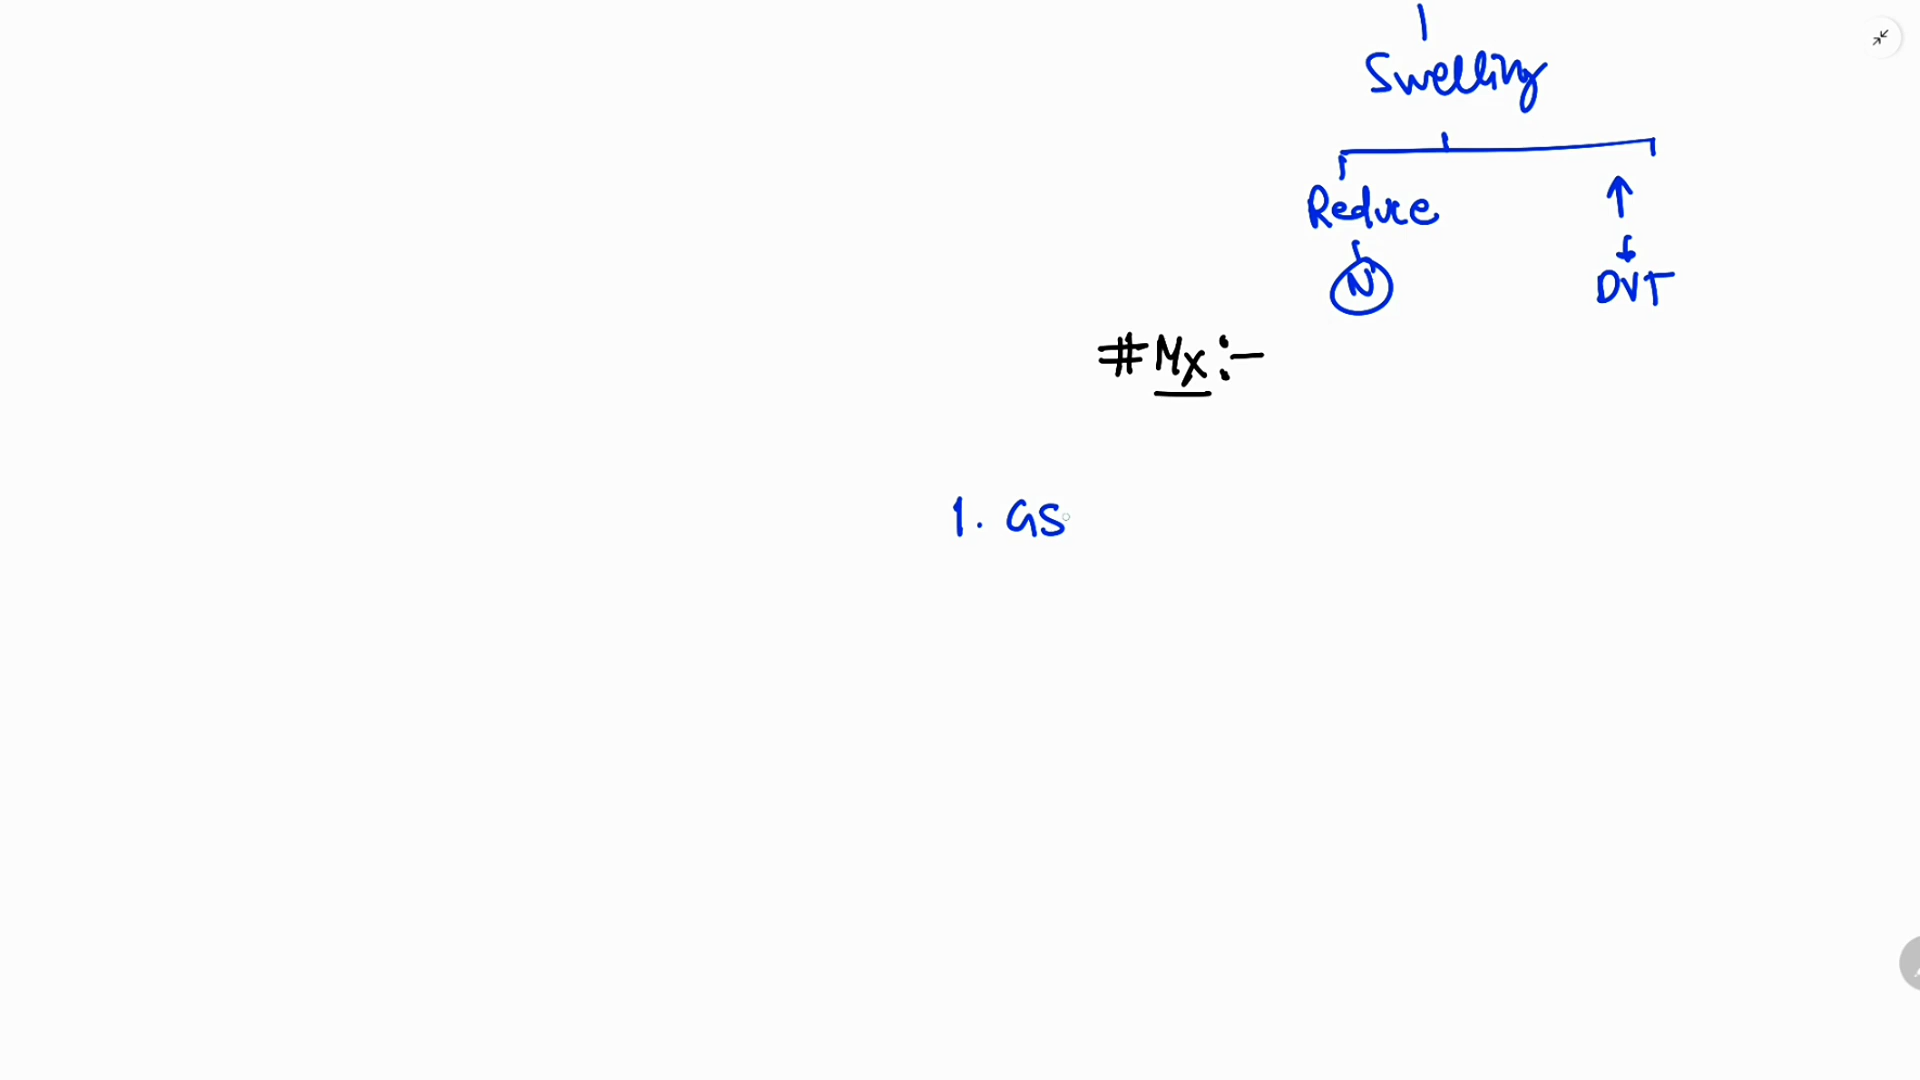 Swelling
Reduce ↑
N DVT
# Mx :-
1. GS